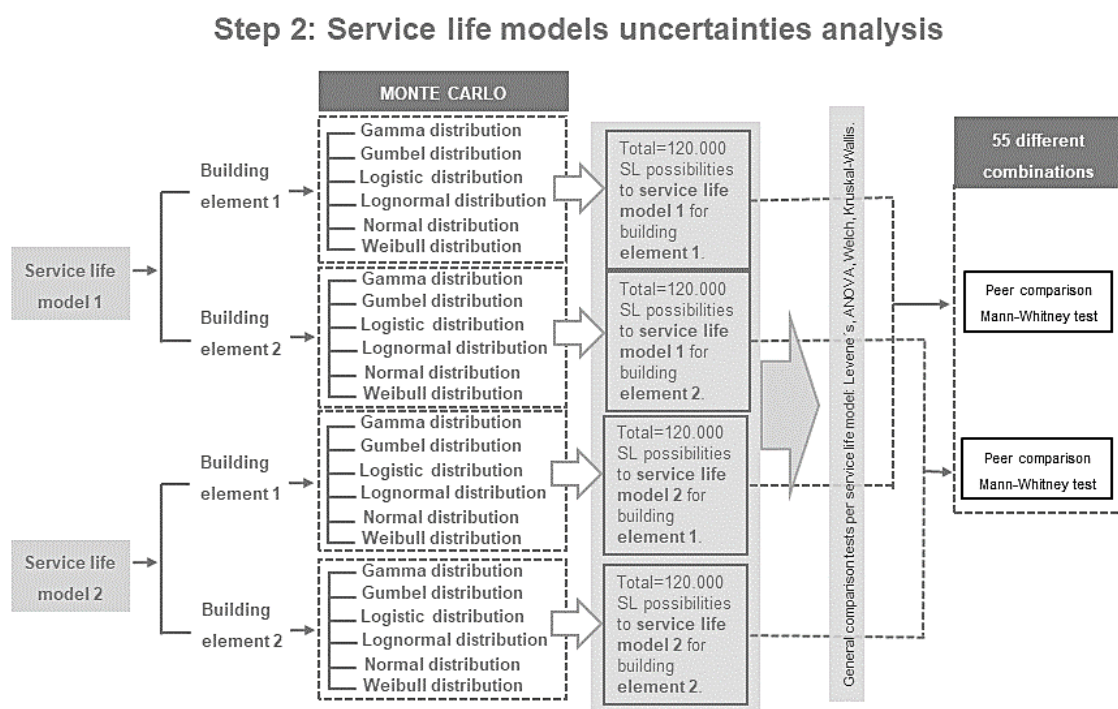 Step 2: Service life models uncertainties analysis
MONTE CARLO
Service life
model 1
Building
element 1
Gamma distribution
Gumbel distribution
Logistic distribution
Lognormal distribution
Normal distribution
Weibull distribution
Total=120.000
SL possibilities
to service life
model 1 for
building
element 1.
Building
element 2
Gamma distribution
Gumbel distribution
Logistic distribution
Lognormal distribution
Normal distribution
Weibull distribution
Total=120.000
SL possibilities
to service life
model 1 for
building
element 2.
Service life
model 2
Building
element 1
Gamma distribution
Gumbel distribution
Logistic distribution
Lognormal distribution
Normal distribution
Weibull distribution
Total=120.000
SL possibilities
to service life
model 2 for
building
element 1.
Building
element 2
Gamma distribution
Gumbel distribution
Logistic distribution
Lognormal distribution
Normal distribution
Weibull distribution
Total=120.000
SL possibilities
to service life
model 2 for
building
element 2.
General comparison tests per service life model: Levene´s, ANOVA, Welch, Kruskal-Wallis.
55 different
combinations
Peer comparison
Mann-Whitney test
Peer comparison
Mann-Whitney test